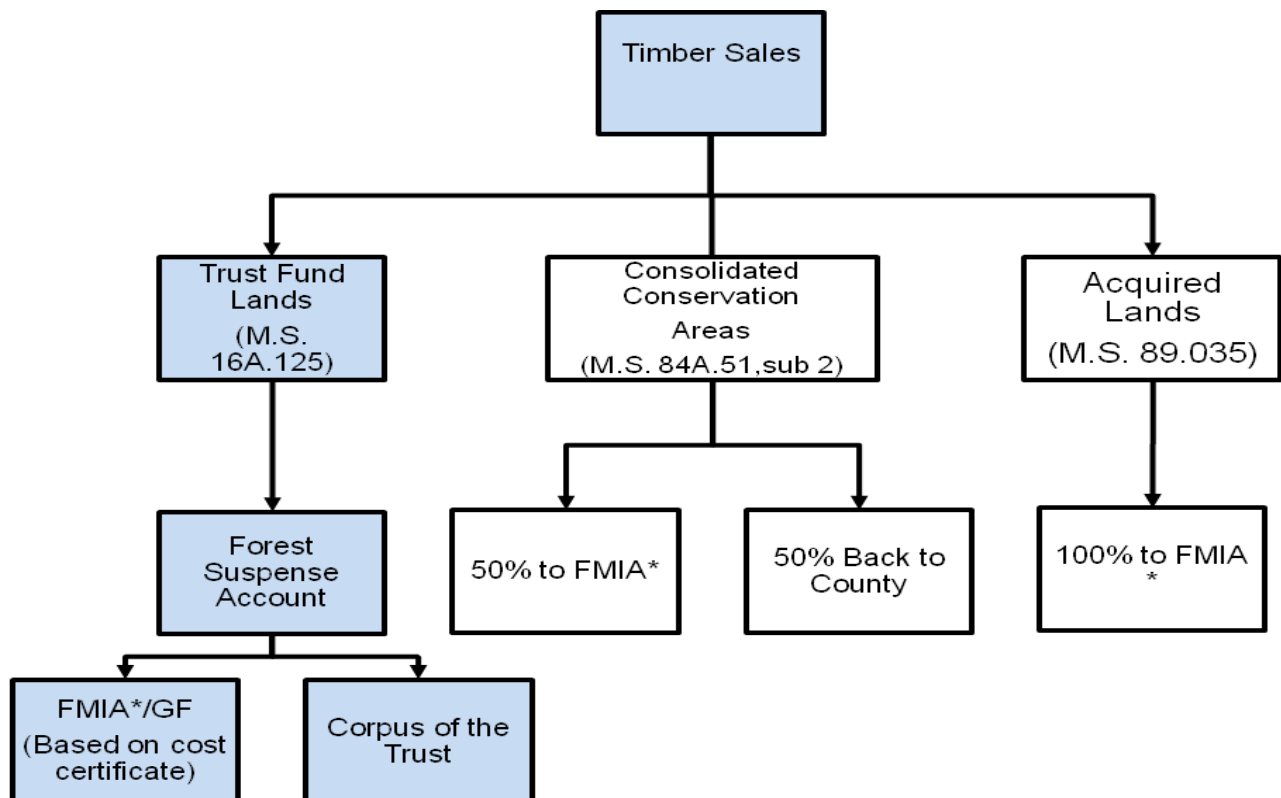 Timber Sales
Trust Fund
Lands
(M.S.
16A.125)
Consolidated
Conservation
Areas
(M.S. 84A.51,sub 2)
Acquired
Lands
(M.S. 89.035)
Forest
Suspense
Account
50% to FMIA*
50% Back to
County
100% to FMIA
*
FMIA*/GF
(Based on cost
certificate)
Corpus of the
Trust